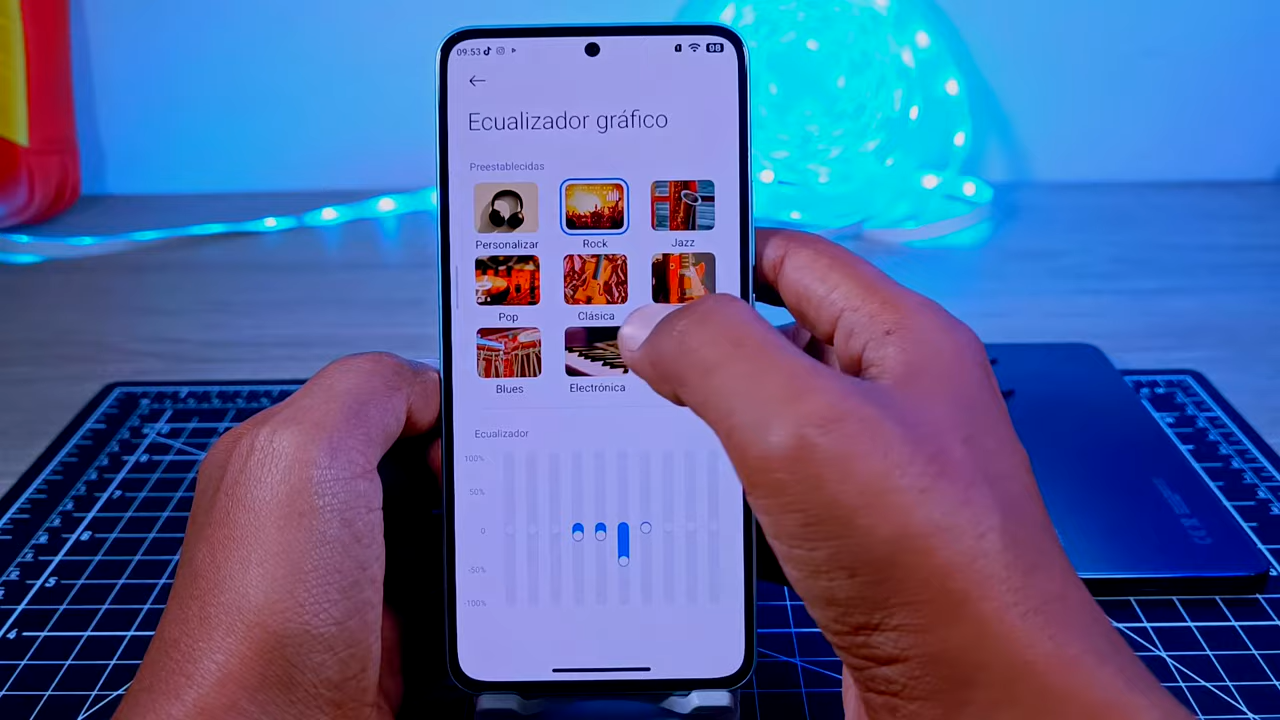 09:53
98
Ecualizador gráfico
Preestablecidas
Personalizar
Rock
Jazz
Pop
Clásica
Blues
Electrónica
Ecualizador
100%
50%
0
-50%
-100%